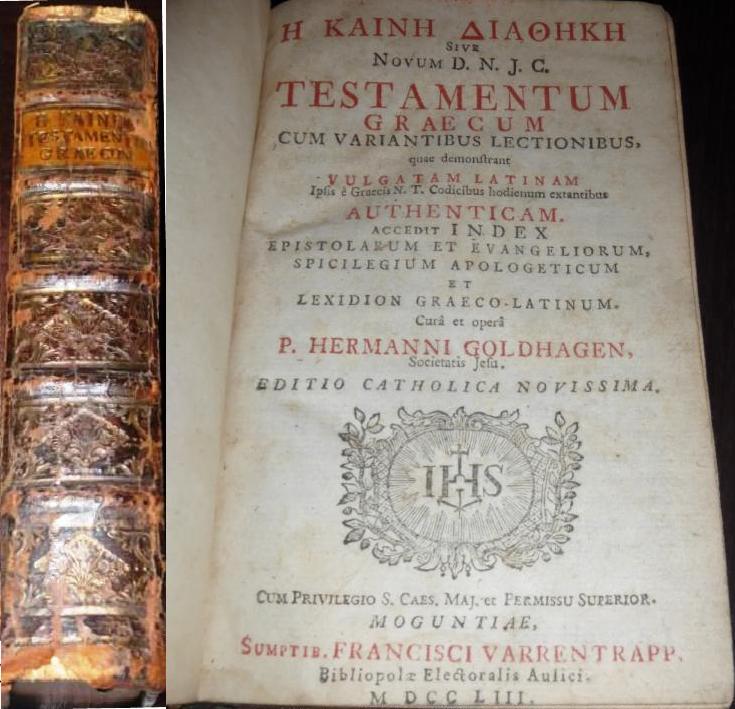 Η ΚΑΙΝΗ
TESTAMENTU
GRAECUM
Η ΚΑΙΝΗ ΔΙΑΘΗΚΗ
SIVE
NOVUM D. N. J. C.
TESTAMENTUM
GRAECUM
CUM VARIANTIBUS LECTIONIBUS,
quae demonſtrant
VULGATAM LATINAM
Ipſis è Graecis N. T. Codicibus hodienum extantibus
AUTHENTICAM.
ACCEDIT INDEX
EPISTOLARUM ET EVANGELIORUM,
SPICILEGIUM APOLOGETICUM
ET
LEXIDION GRAECO-LATINUM.
Curâ et operâ
P. HERMANNI GOLDHAGEN,
Societatis Jeſu.
EDITIO CATHOLICA NOVISSIMA.
IHS
CUM PRIVILEGIO S. CAES. MAJ. et PERMISSU SUPERIOR.
MOGUNTIAE,
SUMPTIB. FRANCISCI VARRENTRAPP,
Bibliopolæ Electoralis Aulici.
M DCC LIII.